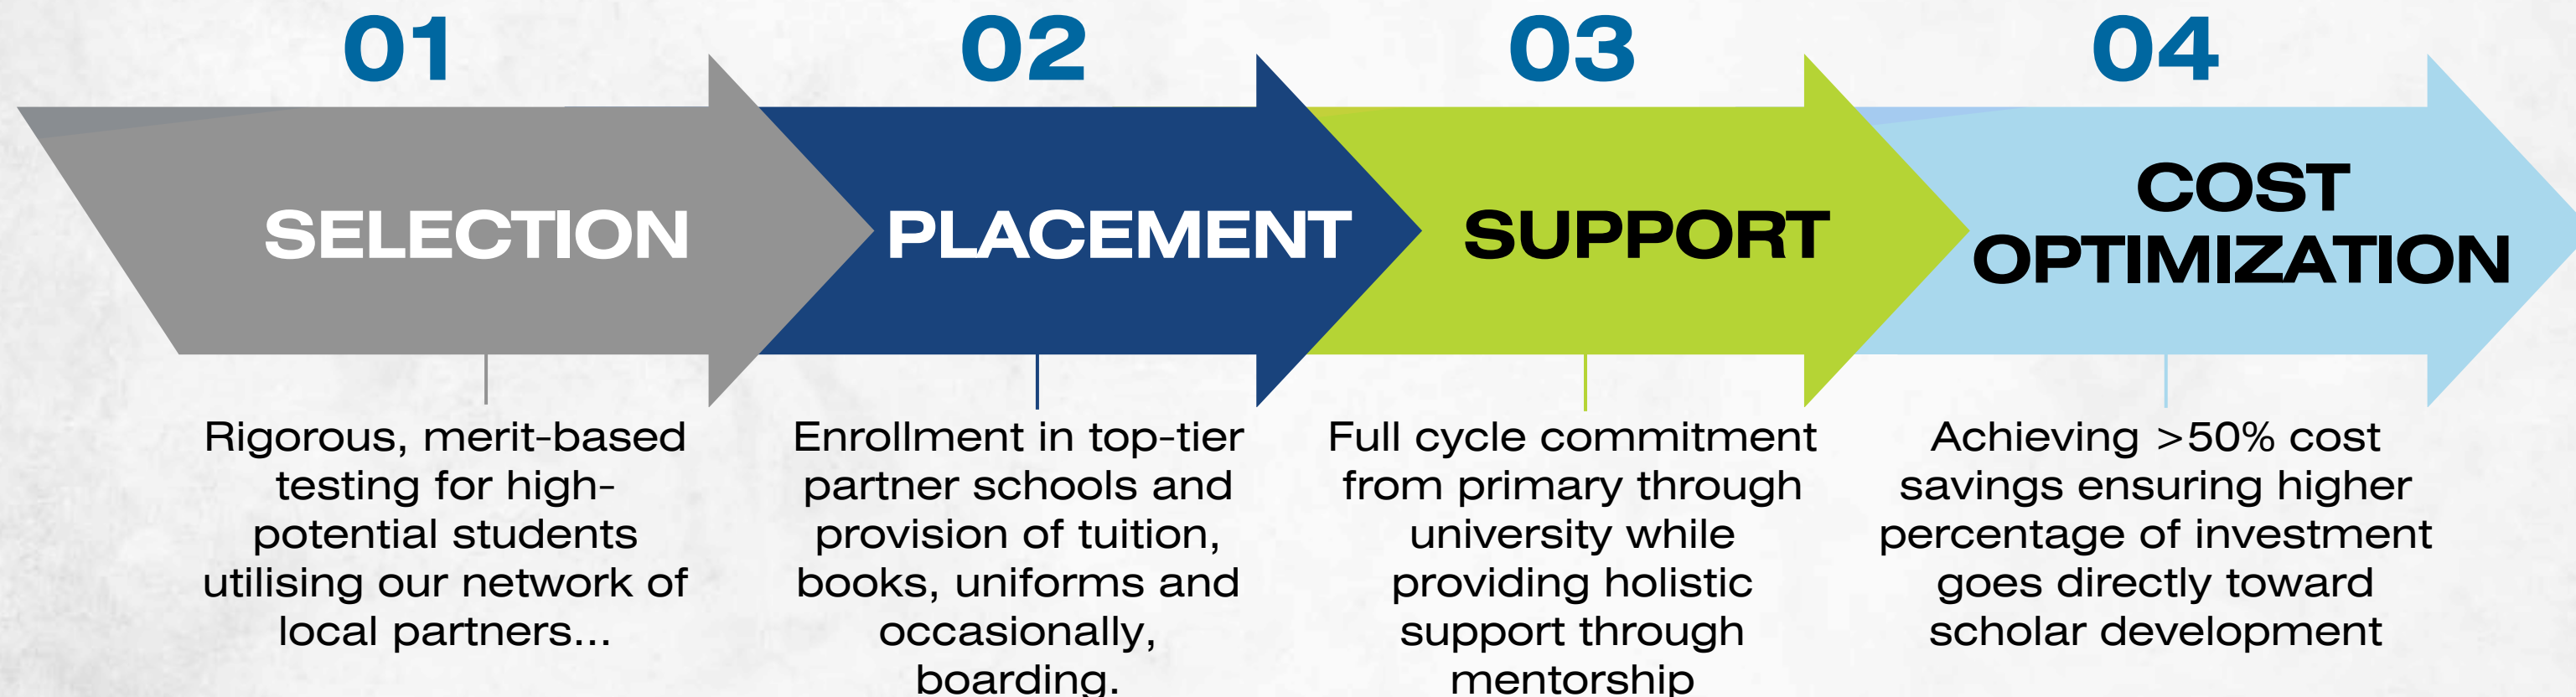 01
SELECTION
Rigorous, merit-based
testing for high-
potential students
utilising our network of
local partners...
02
PLACEMENT
Enrollment in top-tier
partner schools and
provision of tuition,
books, uniforms and
occasionally,
boarding.
03
SUPPORT
Full cycle commitment
from primary through
university while
providing holistic
support through
mentorship
04
COST
OPTIMIZATION
Achieving >50% cost
savings ensuring higher
percentage of investment
goes directly toward
scholar development